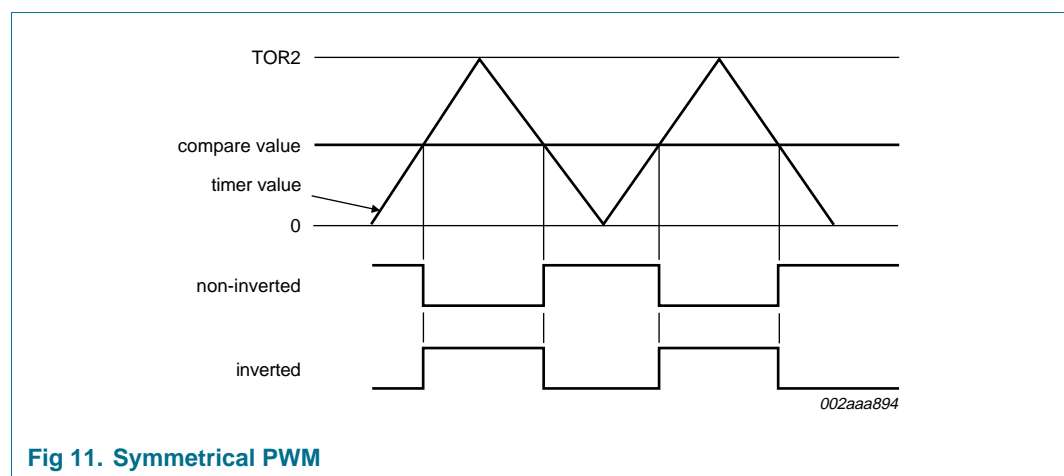 TOR2
compare value
timer value
0
non-inverted
inverted
002aaa894
Fig 11. Symmetrical PWM